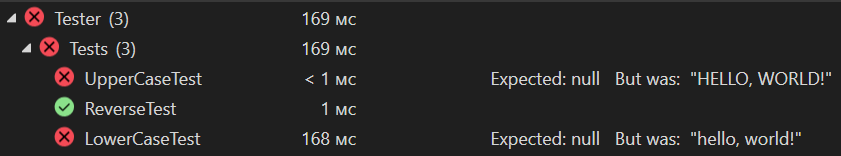 Tester (3) 169 мс
Tests (3) 169 мс
UpperCaseTest < 1 мс Expected: null But was: "HELLO, WORLD!"
ReverseTest 1 мс
LowerCaseTest 168 мс Expected: null But was: "hello, world!"